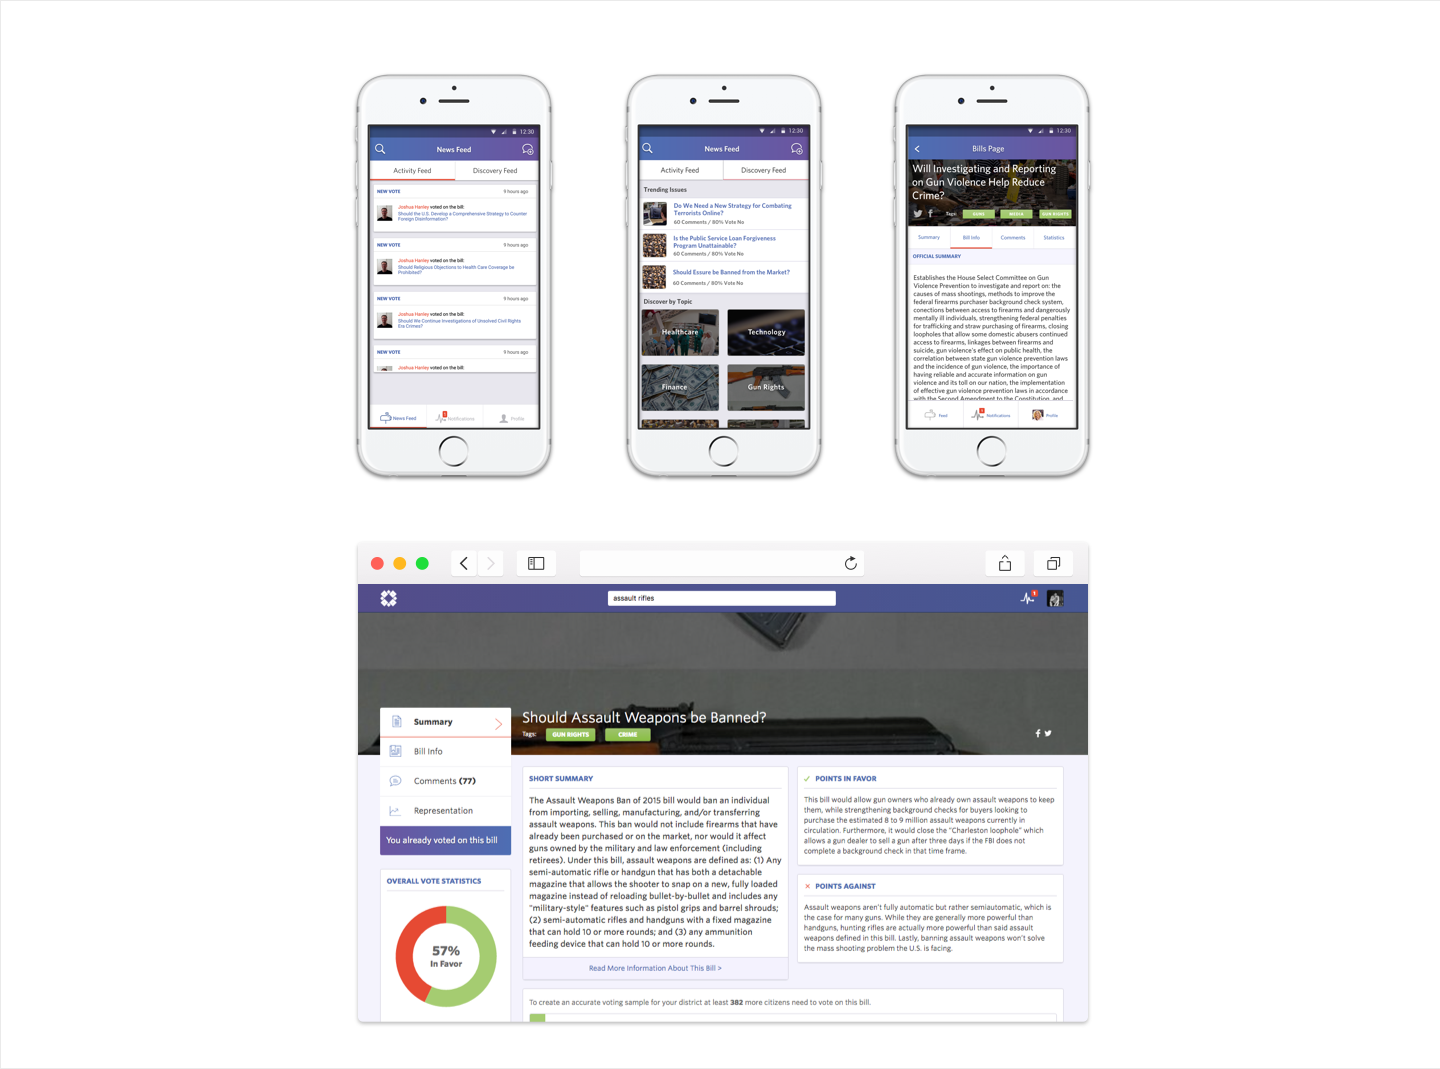 12:30
News Feed
Activity Feed
Discovery Feed
NEW VOTE
9 hours ago
Joshua Hanley voted on the bill:
Should the U.S. Develop a Comprehensive Strategy to Counter
Foreign Disinformation?
NEW VOTE
9 hours ago
Joshua Hanley voted on the bill:
Should Religious Objections to Health Care Coverage be
Prohibited?
NEW VOTE
9 hours ago
Joshua Hanley voted on the bill:
Should We Continue Investigations of Unsolved Civil Rights
Era Crimes?
NEW VOTE
9 hours ago
Joshua Hanley voted on the bill:
News Feed
Notifications
Profile
12:30
News Feed
Activity Feed
Discovery Feed
Trending Issues
Do We Need a New Strategy for Combating
Terrorists Online?
60 Comments / 80% Vote No
Is the Public Service Loan Forgiveness
Program Unattainable?
60 Comments / 80% Vote No
Should Essure be Banned from the Market?
60 Comments / 80% Vote No
Discover by Topic
Healthcare
Technology
Finance
Gun Rights
12:30
Bills Page
Will Investigating and Reporting
on Gun Violence Help Reduce
Crime?
Tags:
GUNS
MEDIA
GUN RIGHTS
Summary
Bill Info
Comments
Statistics
OFFICIAL SUMMARY
Establishes the House Select Committee on Gun
Violence Prevention to investigate and report on: the
causes of mass shootings, methods to improve the
federal firearms purchaser background check system,
conections between access to firearms and dangerously
mentally ill individuals, strengthening federal penalties
for trafficking and straw purchasing of firearms, closing
loopholes that allow some domestic abusers continued
access to firearms, linkages between firearms and
suicide, gun violence's effect on public health, the
correlation between state gun violence prevention laws
and the incidence of gun violence, the importance of
having reliable and accurate information on gun
violence and its toll on our nation, the implementation
of effective gun violence prevention laws in accordance
with the Second Amendment to the Constitution, and
Feed
Notifications
Profile
assault rifles
Should Assault Weapons be Banned?
Tags:
GUN RIGHTS
CRIME
Summary
Bill Info
Comments (77)
Representation
You already voted on this bill
OVERALL VOTE STATISTICS
57%
In Favor
SHORT SUMMARY
The Assault Weapons Ban of 2015 bill would ban an individual
from importing, selling, manufacturing, and/or transferring
assault weapons. This ban would not include firearms that have
already been purchased or on the market, nor would it affect
guns owned by the military and law enforcement (including
retirees). Under this bill, assault weapons are defined as: (1) Any
semi-automatic rifle or handgun that has both a detachable
magazine that allows the shooter to snap on a new, fully loaded
magazine instead of reloading bullet-by-bullet and includes any
"military-style" features such as pistol grips and barrel shrouds;
(2) semi-automatic rifles and handguns with a fixed magazine
that can hold 10 or more rounds; and (3) any ammunition
feeding device that can hold 10 or more rounds.
Read More Information About This Bill >
POINTS IN FAVOR
This bill would allow gun owners who already own assault weapons to keep
them, while strengthening background checks for buyers looking to
purchase the estimated 8 to 9 million assault weapons currently in
circulation. Furthermore, it would close the "Charleston loophole" which
allows a gun dealer to sell a gun after three days if the FBI does not
complete a background check in that time frame.
POINTS AGAINST
Assault weapons aren't fully automatic but rather semiautomatic, which is
the case for many guns. While they are generally more powerful than
handguns, hunting rifles are actually more powerful than said assault
weapons defined in this bill. Lastly, banning assault weapons won't solve
the mass shooting problem the U.S. is facing.
To create an accurate voting sample for your district at least 382 more citizens need to vote on this bill.